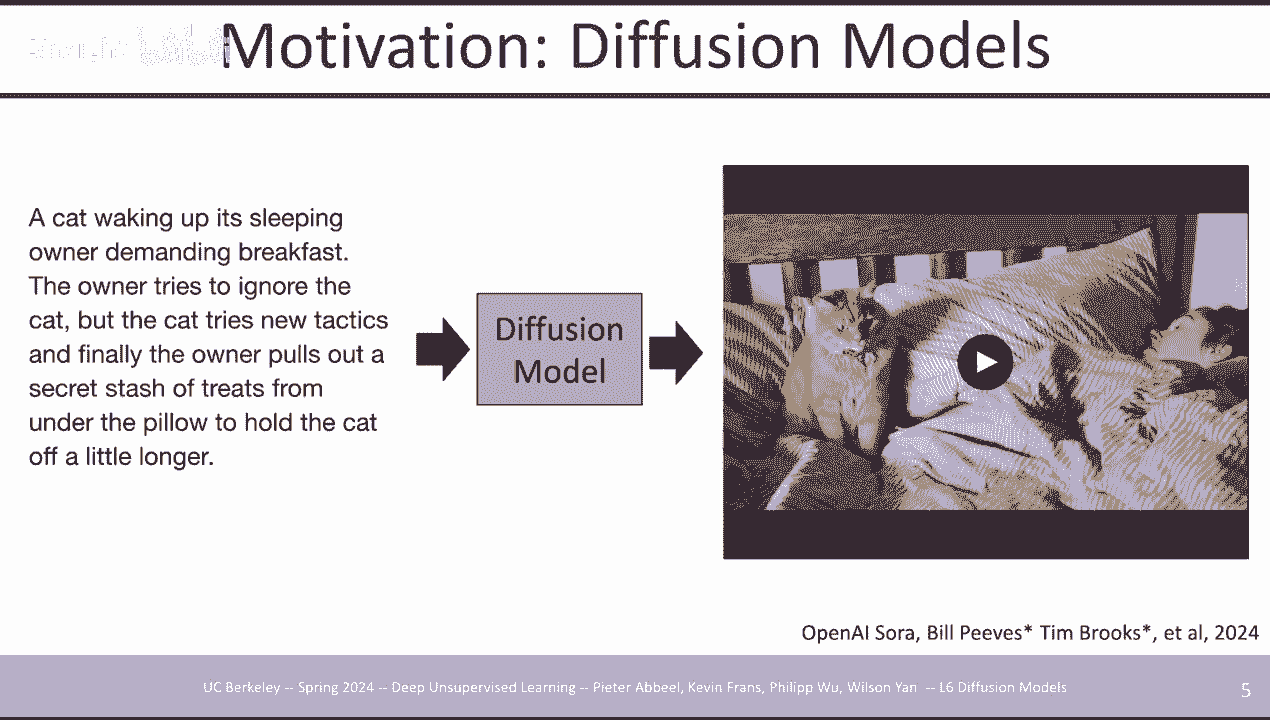 Motivation: Diffusion Models
A cat waking up its sleeping
owner demanding breakfast.
The owner tries to ignore the
cat, but the cat tries new tactics
and finally the owner pulls out a
secret stash of treats from
under the pillow to hold the cat
off a little longer.
Diffusion
Model
OpenAI Sora, Bill Peeves* Tim Brooks*, et al, 2024
UC Berkeley -- Spring 2024 -- Deep Unsupervised Learning -- Pieter Abbeel, Kevin Frans, Philipp Wu, Wilson Yan -- L6 Diffusion Models
5